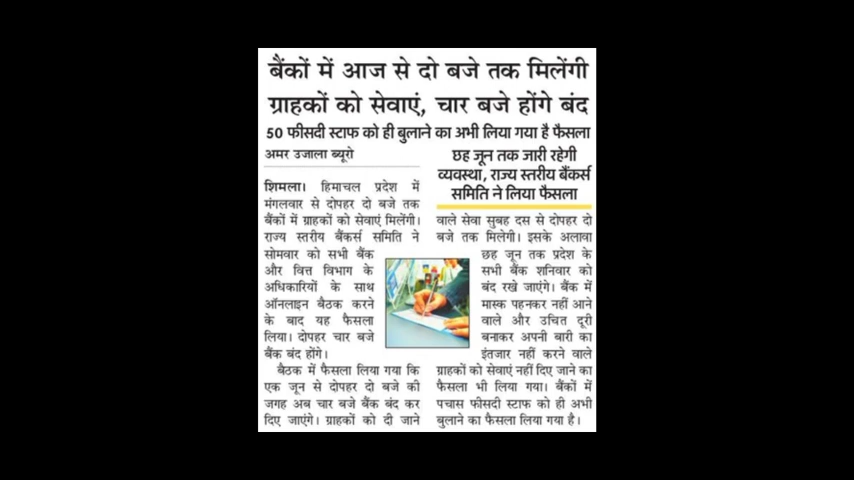 बैंकों में आज से दो बजे तक मिलेंगी
ग्राहकों को सेवाएं, चार बजे होंगे बंद
50 फीसदी स्टाफ को ही बुलाने का अभी लिया गया है फैसला
अमर उजाला ब्यूरो
छह जून तक जारी रहेगी
व्यवस्था, राज्य स्तरीय बैंकर्स
समिति ने लिया फैसला
शिमला। हिमाचल प्रदेश में
मंगलवार से दोपहर दो बजे तक
बैंकों में ग्राहकों को सेवाएं मिलेंगी।
राज्य स्तरीय बैंकर्स समिति ने
सोमवार को सभी बैंक
और वित्त विभाग के
अधिकारियों के साथ
ऑनलाइन बैठक करने
के बाद यह फैसला
लिया। दोपहर चार बजे
बैंक बंद होंगे।
बैठक में फैसला लिया गया कि
एक जून से दोपहर दो बजे की
जगह अब चार बजे बैंक बंद कर
दिए जाएंगे। ग्राहकों को दी जाने
वाले सेवा सुबह दस से दोपहर दो
बजे तक मिलेगी। इसके अलावा
छह जून तक प्रदेश के
सभी बैंक शनिवार को
बंद रखे जाएंगे। बैंक में
मास्क पहनकर नहीं आने
वाले और उचित दूरी
बनाकर अपनी बारी का
इंतजार नहीं करने वाले
ग्राहकों को सेवाएं नहीं दिए जाने का
फैसला भी लिया गया। बैंकों में
पचास फीसदी स्टाफ को ही अभी
बुलाने का फैसला लिया गया है।